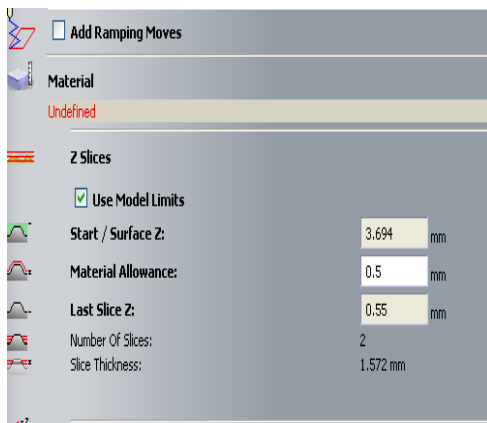 Add Ramping Moves
Material
Undefined
Z Slices
Use Model Limits
Start / Surface Z: 3.694 mm
Material Allowance: 0.5 mm
Last Slice Z: 0.55 mm
Number Of Slices: 2
Slice Thickness: 1.572 mm